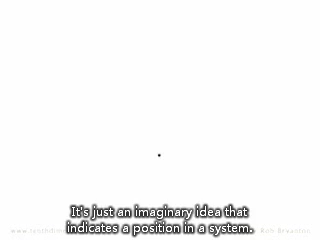 It's just an imaginary idea that
indicates a position in a system.